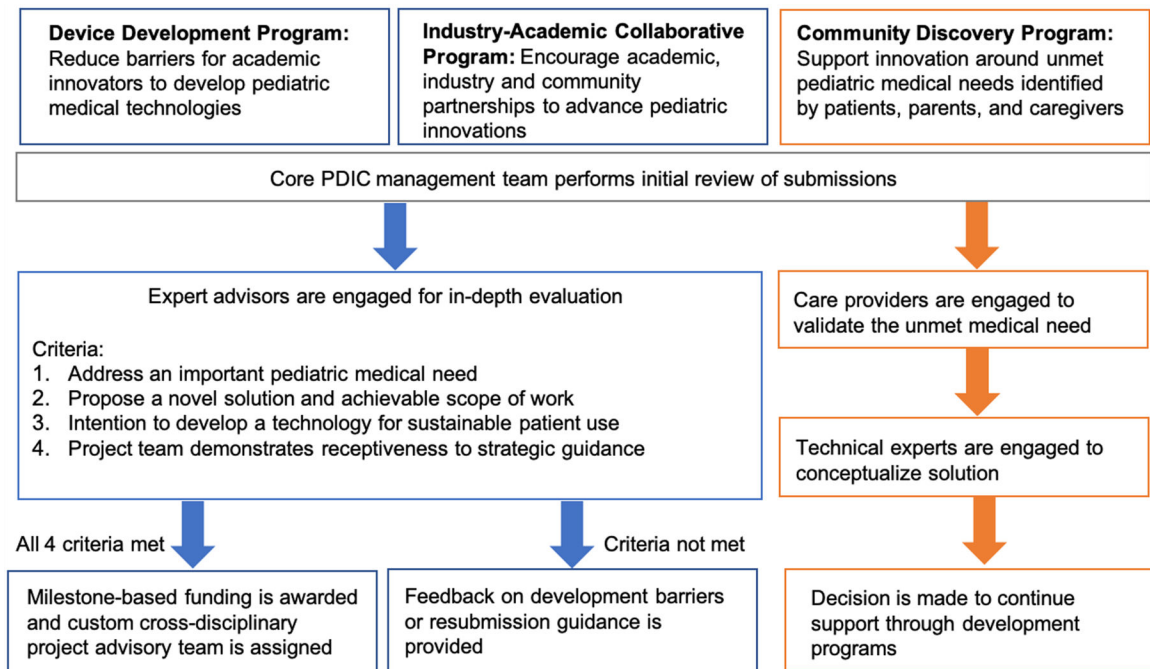 Device Development Program:
Reduce barriers for academic
innovators to develop pediatric
medical technologies
Industry-Academic Collaborative
Program: Encourage academic,
industry and community
partnerships to advance pediatric
innovations
Community Discovery Program:
Support innovation around unmet
pediatric medical needs identified
by patients, parents, and caregivers
Core PDIC management team performs initial review of submissions
Expert advisors are engaged for in-depth evaluation
Criteria:
1. Address an important pediatric medical need
2. Propose a novel solution and achievable scope of work
3. Intention to develop a technology for sustainable patient use
4. Project team demonstrates receptiveness to strategic guidance
Care providers are engaged to
validate the unmet medical need
Technical experts are engaged to
conceptualize solution
All 4 criteria met
Criteria not met
Milestone-based funding is awarded
and custom cross-disciplinary
project advisory team is assigned
Feedback on development barriers
or resubmission guidance is
provided
Decision is made to continue
support through development
programs